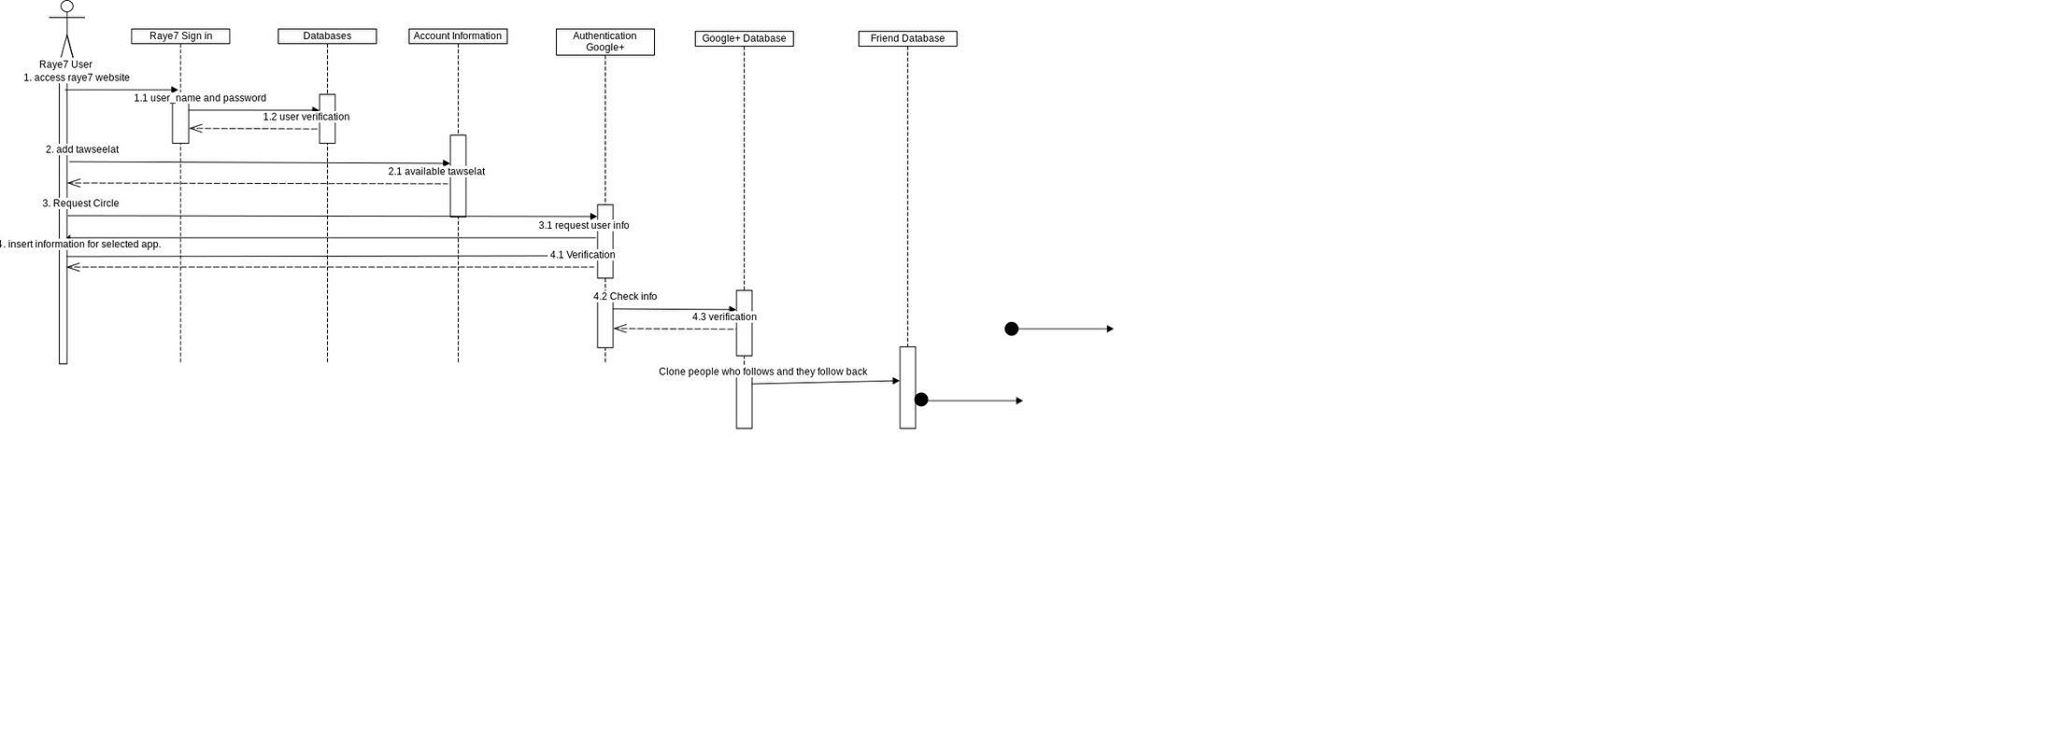 Raye7 User
Raye7 Sign in
Databases
Account Information
Authentication
Google+
Google+ Database
Friend Database
1. access raye7 website
1.1 user_name and password
1.2 user verification
2. add tawseelat
2.1 available tawselat
3. Request Circle
3.1 request user info
4. insert information for selected app.
4.1 Verification
4.2 Check info
4.3 verification
Clone people who follows and they follow back